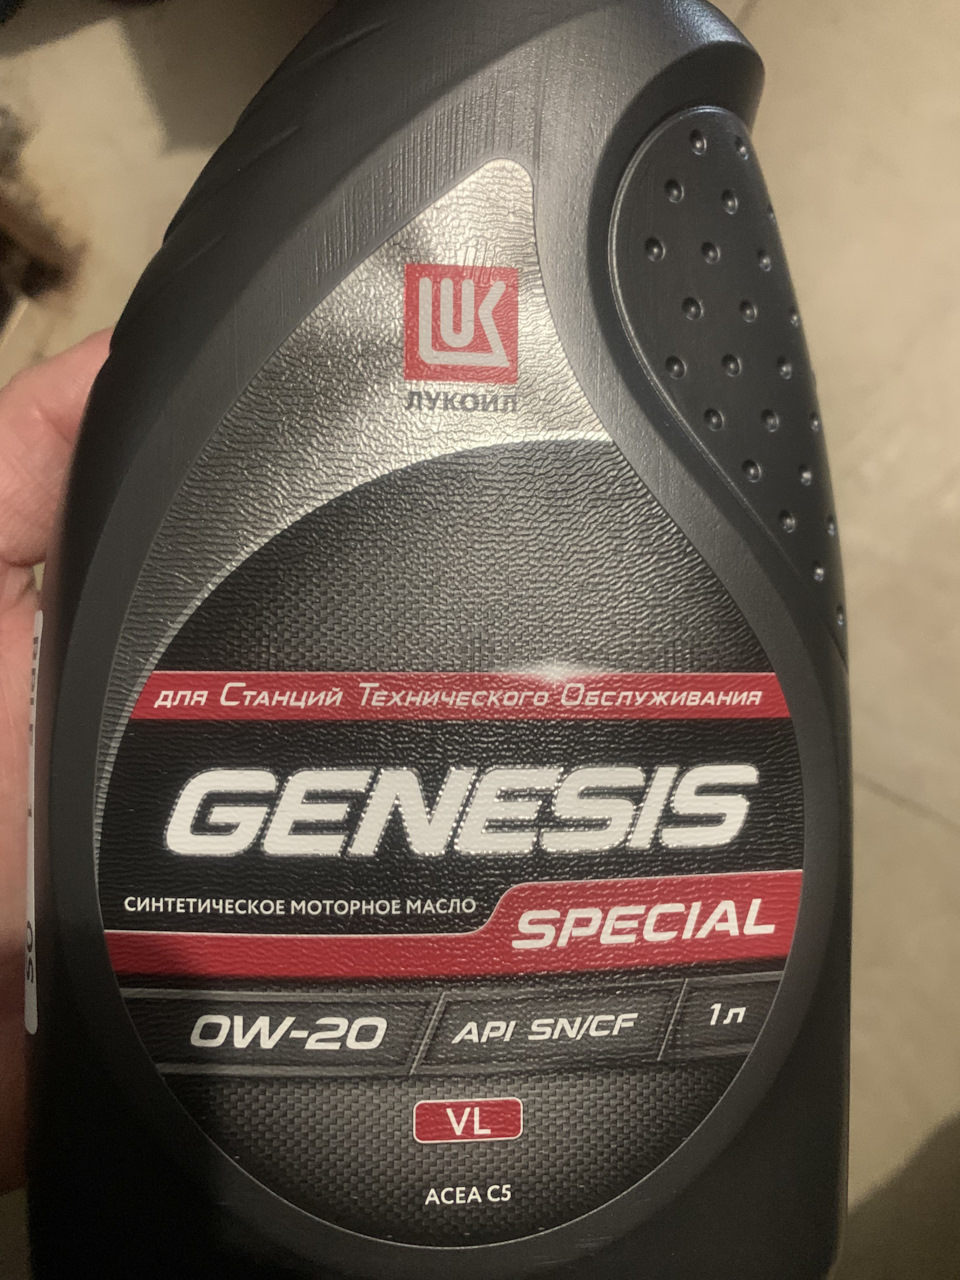 LUK
ЛУКОЙЛ
для Станций Технического Обслуживания
GENESIS
СИНТЕТИЧЕСКОЕ МОТОРНОЕ МАСЛО
SPECIAL
0W-20
API SN/CF
1л
VL
ACEA C5